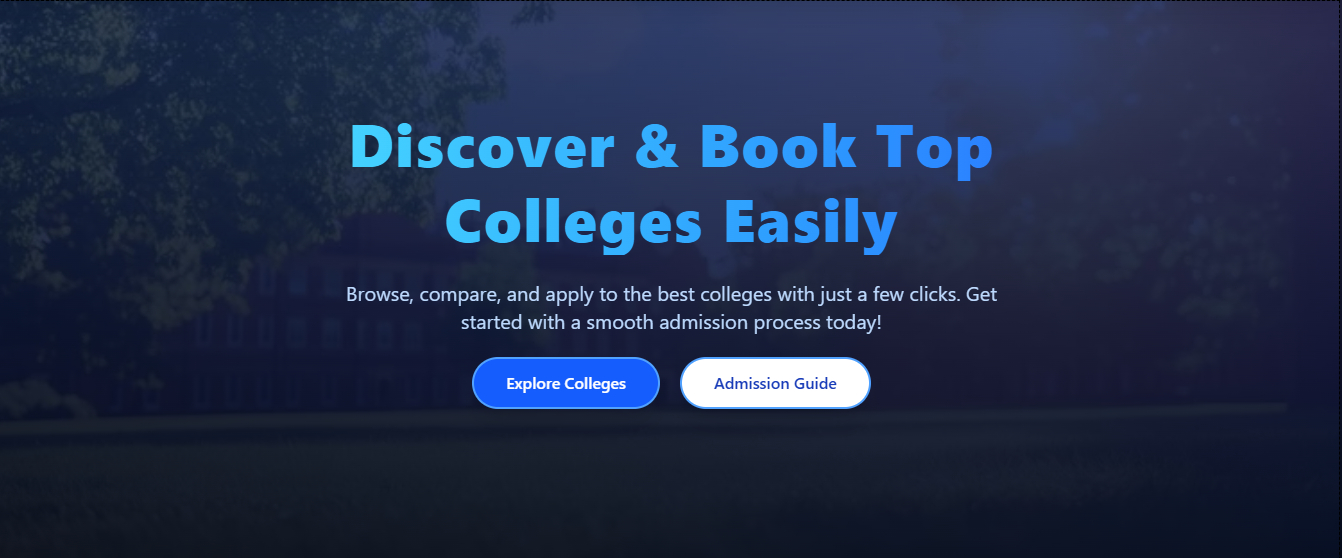 Discover & Book Top
Colleges Easily
Browse, compare, and apply to the best colleges with just a few clicks. Get
started with a smooth admission process today!
Explore Colleges
Admission Guide